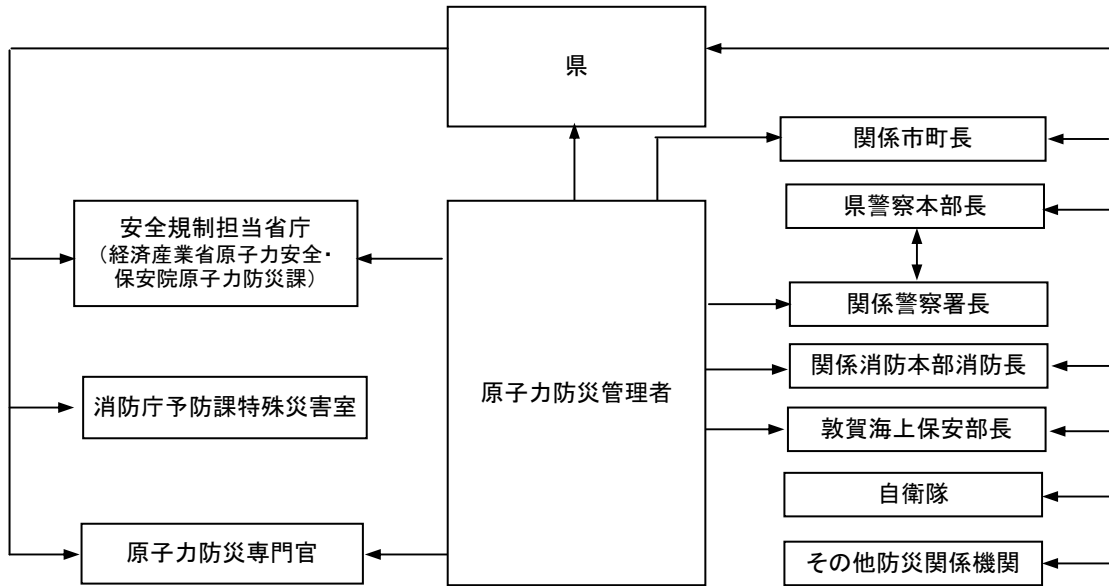 県
関係市町長
県警察本部長
安全規制担当省庁
（経済産業省原子力安全・
保安院原子力防災課）
関係警察署長
関係消防本部消防長
原子力防災管理者
消防庁予防課特殊災害室
敦賀海上保安部長
自衛隊
原子力防災専門官
その他防災関係機関